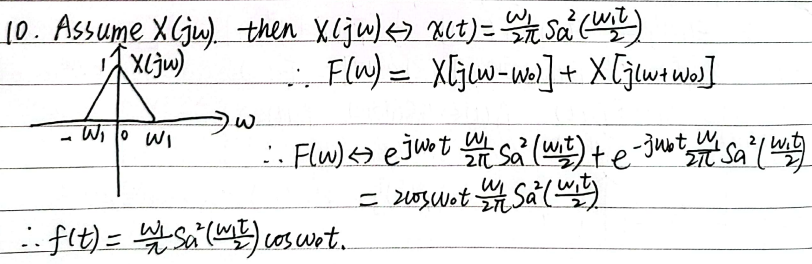 10. Assume X(jω). then X(jω)↔ x(t)=ω₁/2π Sa²(ω₁t/2).
1 X(jω)
∴ F(ω) = X[j(ω-ω₀)] + X[j(ω+ω₀)]
-ω₁ 0 ω₁ ω
∴ F(ω)↔ e^{jω₀t} ω₁/2π Sa²(ω₁t/2) + e^{-jω₀t} ω₁/2π Sa²(ω₁t/2)
= 2cosω₀t ω₁/2π Sa²(ω₁t/2).
∴ f(t) = ω₁/π Sa²(ω₁t/2) cosω₀t.